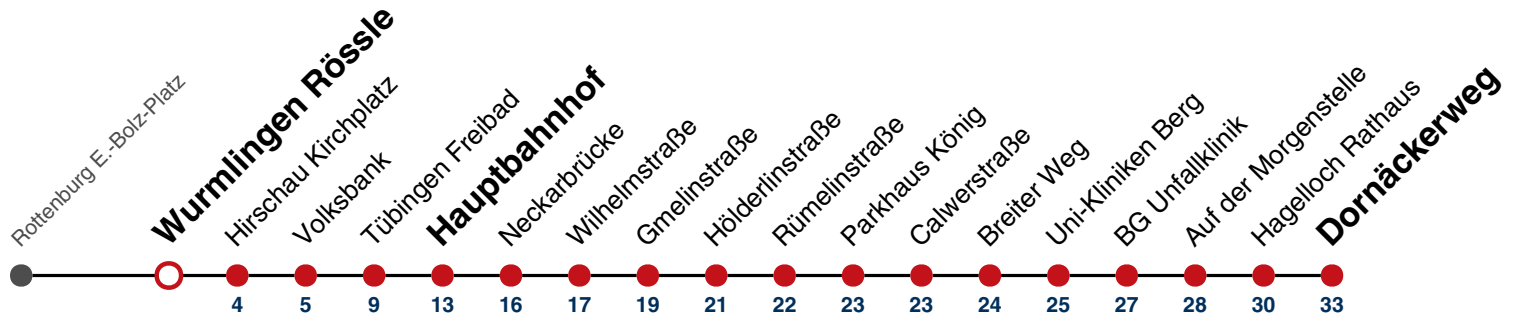 Rottenburg E.-Bolz-Platz
Wurmlingen Rössle
Hirschau Kirchplatz
Volksbank
Tübingen Freibad
Hauptbahnhof
Neckarbrücke
Wilhelmstraße
Gmelinstraße
Hölderlinstraße
Rümelinstraße
Parkhaus König
Calwerstraße
Breiter Weg
Uni-Kliniken Berg
BG Unfallklinik
Auf der Morgenstelle
Hagelloch Rathaus
Dornäckerweg
4 5 9 13 16 17 19 21 22 23 23 24 25 27 28 30 33